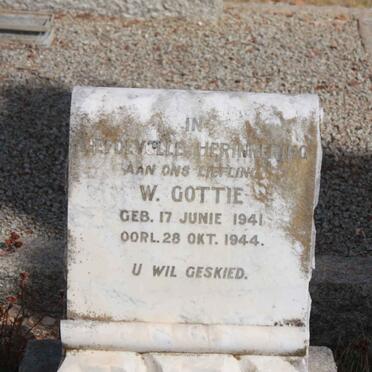 IN
LIEFDEVOLLE HERINNERING
AAN ONS LIEFLING
W. GOTTIE
GEB. 17 JUNIE 1941
OORL. 28 OKT. 1944.
U WIL GESKIED.